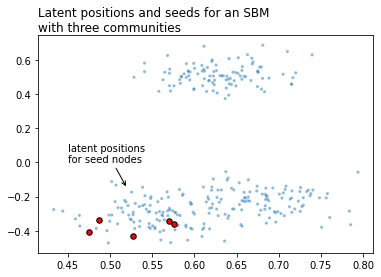 Latent positions and seeds for an SBM
with three communities
0.6
0.4
0.2
0.0
−0.2
−0.4
latent positions
for seed nodes
0.45 0.50 0.55 0.60 0.65 0.70 0.75 0.80